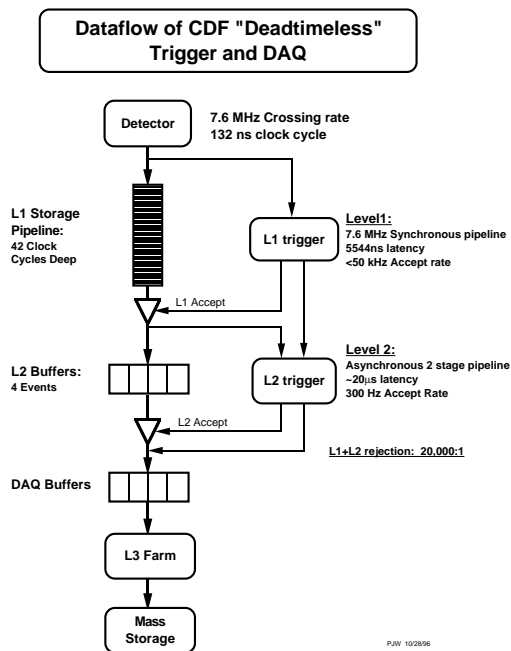 Dataflow of CDF "Deadtimeless"
Trigger and DAQ
Detector
7.6 MHz Crossing rate
132 ns clock cycle
L1 Storage
Pipeline:
42 Clock
Cycles Deep
L1 trigger
Level1:
7.6 MHz Synchronous pipeline
5544ns latency
<50 kHz Accept rate
L1 Accept
L2 Buffers:
4 Events
L2 trigger
Level 2:
Asynchronous 2 stage pipeline
~20μs latency
300 Hz Accept Rate
L2 Accept
L1+L2 rejection: 20,000:1
DAQ Buffers
L3 Farm
Mass
Storage
PJW 10/28/96